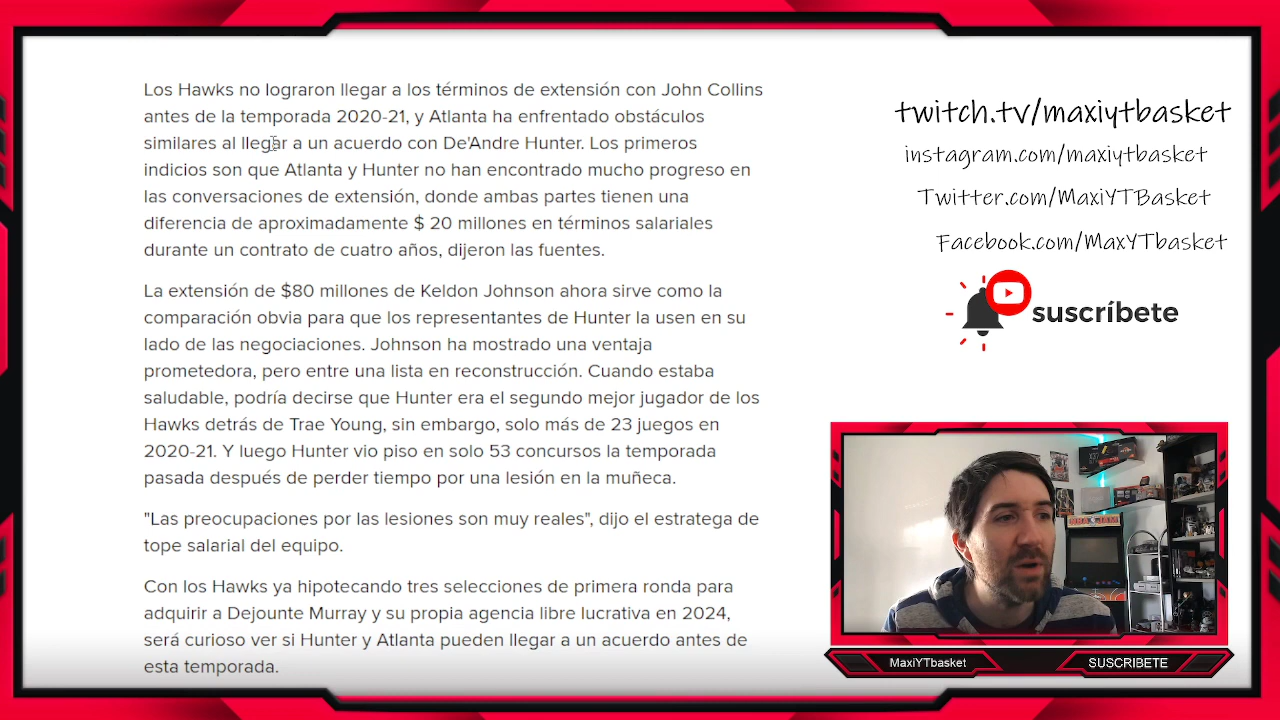 Los Hawks no lograron llegar a los términos de extensión con John Collins
antes de la temporada 2020-21, y Atlanta ha enfrentado obstáculos
similares al llegar a un acuerdo con De'Andre Hunter. Los primeros
indicios son que Atlanta y Hunter no han encontrado mucho progreso en
las conversaciones de extensión, donde ambas partes tienen una
diferencia de aproximadamente $ 20 millones en términos salariales
durante un contrato de cuatro años, dijeron las fuentes.
La extensión de $80 millones de Keldon Johnson ahora sirve como la
comparación obvia para que los representantes de Hunter la usen en su
lado de las negociaciones. Johnson ha mostrado una ventaja
prometedora, pero entre una lista en reconstrucción. Cuando estaba
saludable, podría decirse que Hunter era el segundo mejor jugador de los
Hawks detrás de Trae Young, sin embargo, solo más de 23 juegos en
2020-21. Y luego Hunter vio piso en solo 53 concursos la temporada
pasada después de perder tiempo por una lesión en la muñeca.
"Las preocupaciones por las lesiones son muy reales", dijo el estratega de
tope salarial del equipo.
Con los Hawks ya hipotecando tres selecciones de primera ronda para
adquirir a Dejounte Murray y su propia agencia libre lucrativa en 2024,
será curioso ver si Hunter y Atlanta pueden llegar a un acuerdo antes de
esta temporada.
twitch.tv/maxiytbasket
instagram.com/maxiytbasket
Twitter.com/MaxiYTBasket
Facebook.com/MaxYTbasket
suscríbete
NBA JAM
MaxiYTbasket
SUSCRIBETE